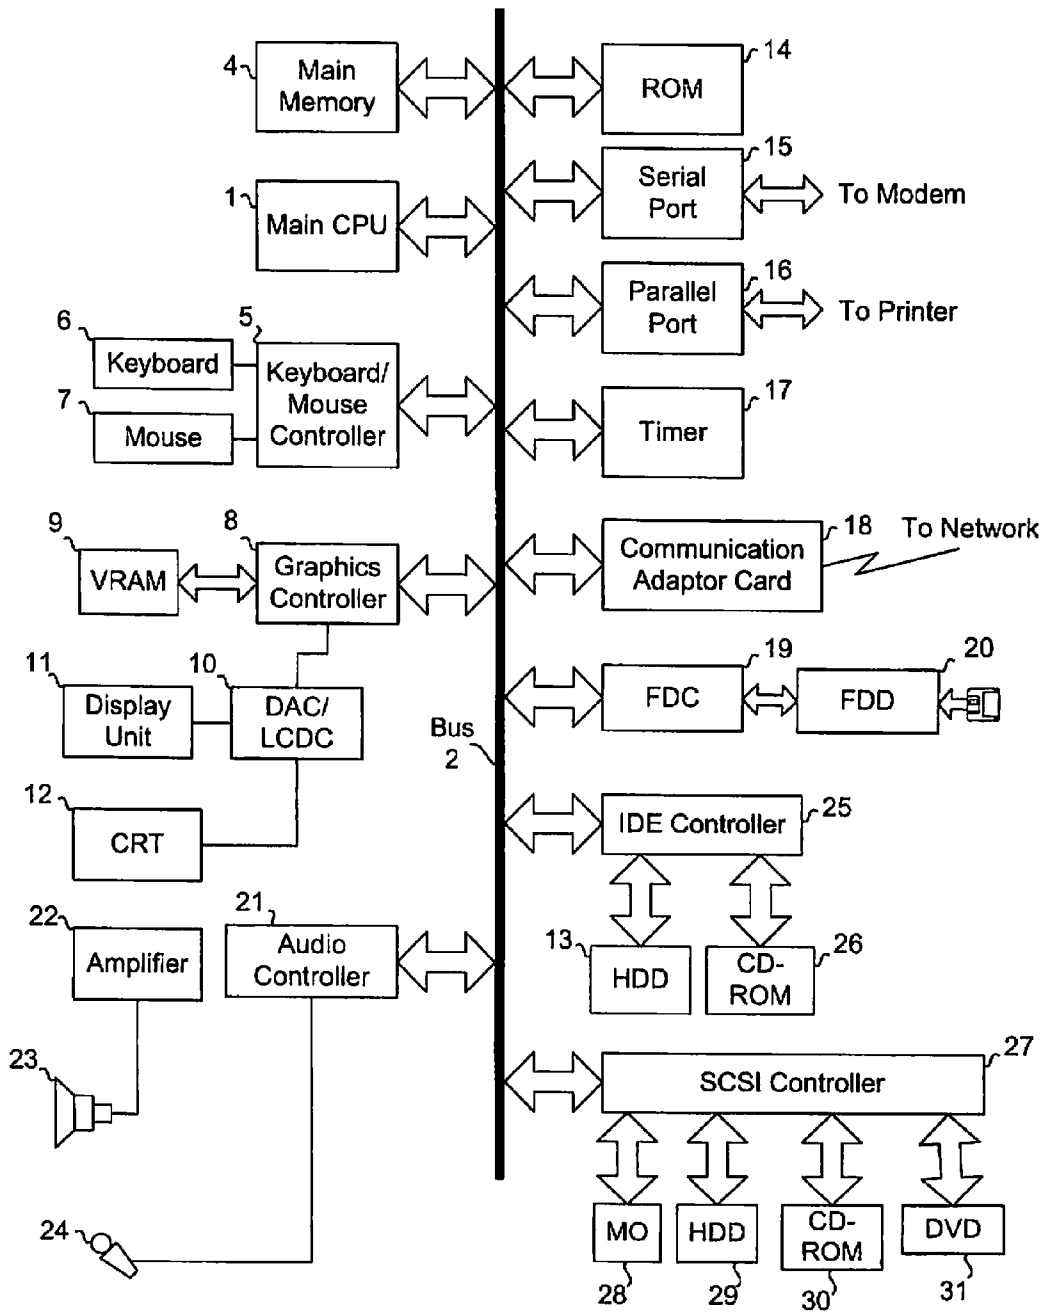 4
Main
Memory
14
ROM
1
Main CPU
15
Serial
Port
To Modem
16
Parallel
Port
To Printer
6
Keyboard
5
Keyboard/
Mouse
Controller
7
Mouse
17
Timer
9
VRAM
8
Graphics
Controller
18
Communication
Adaptor Card
To Network
11
Display
Unit
10
DAC/
LCDC
19
FDC
20
FDD
Bus
2
12
CRT
25
IDE Controller
13
HDD
26
CD-
ROM
22
Amplifier
21
Audio
Controller
23
27
SCSI Controller
24
MO
28
HDD
29
CD-
ROM
30
DVD
31